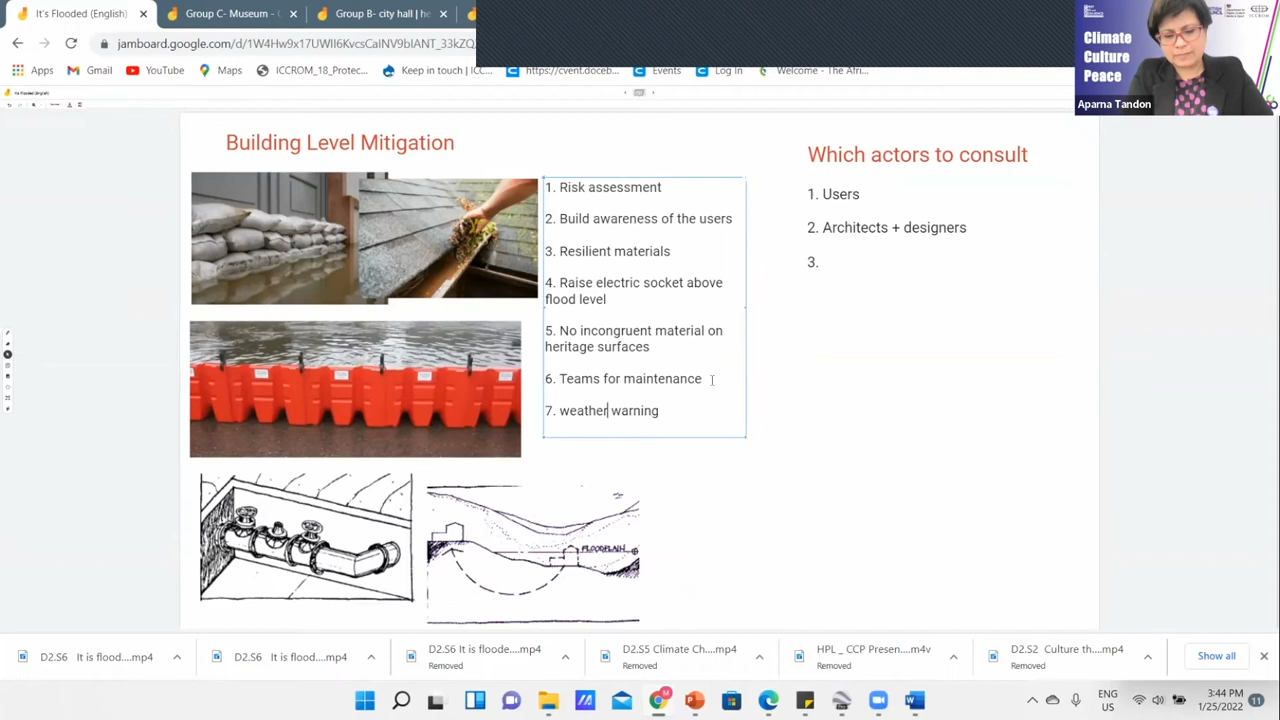 It's Flooded (English)
Group C- Museum -
Group B- city hall | he
jamboard.google.com/d/1W4Hw9x17UWlI6KvcsCaINVRbIANT_33kZQ
Apps
Gmail
YouTube
Maps
ICCROM_18_Protec...
Keep in touch | ICC...
https://cvent.doceb...
Events
Log In
Welcome - The Afri...
Climate
Culture
Peace
ICCROM
Aparna Tandon
It's Flooded (English)
Building Level Mitigation
1. Risk assessment
2. Build awareness of the users
3. Resilient materials
4. Raise electric socket above
flood level
5. No incongruent material on
heritage surfaces
6. Teams for maintenance
7. weather warning
Which actors to consult
1. Users
2. Architects + designers
3.
FLOODPLAIN
D2.S6 It is flood....mp4
D2.S6 It is flood....mp4
D2.S6 It is floode....mp4
Removed
D2.S5 Climate Ch....mp4
Removed
HPL _ CCP Presen....m4v
Removed
D2.S2 Culture th....mp4
Removed
Show all
ENG
US
3:44 PM
1/25/2022
11